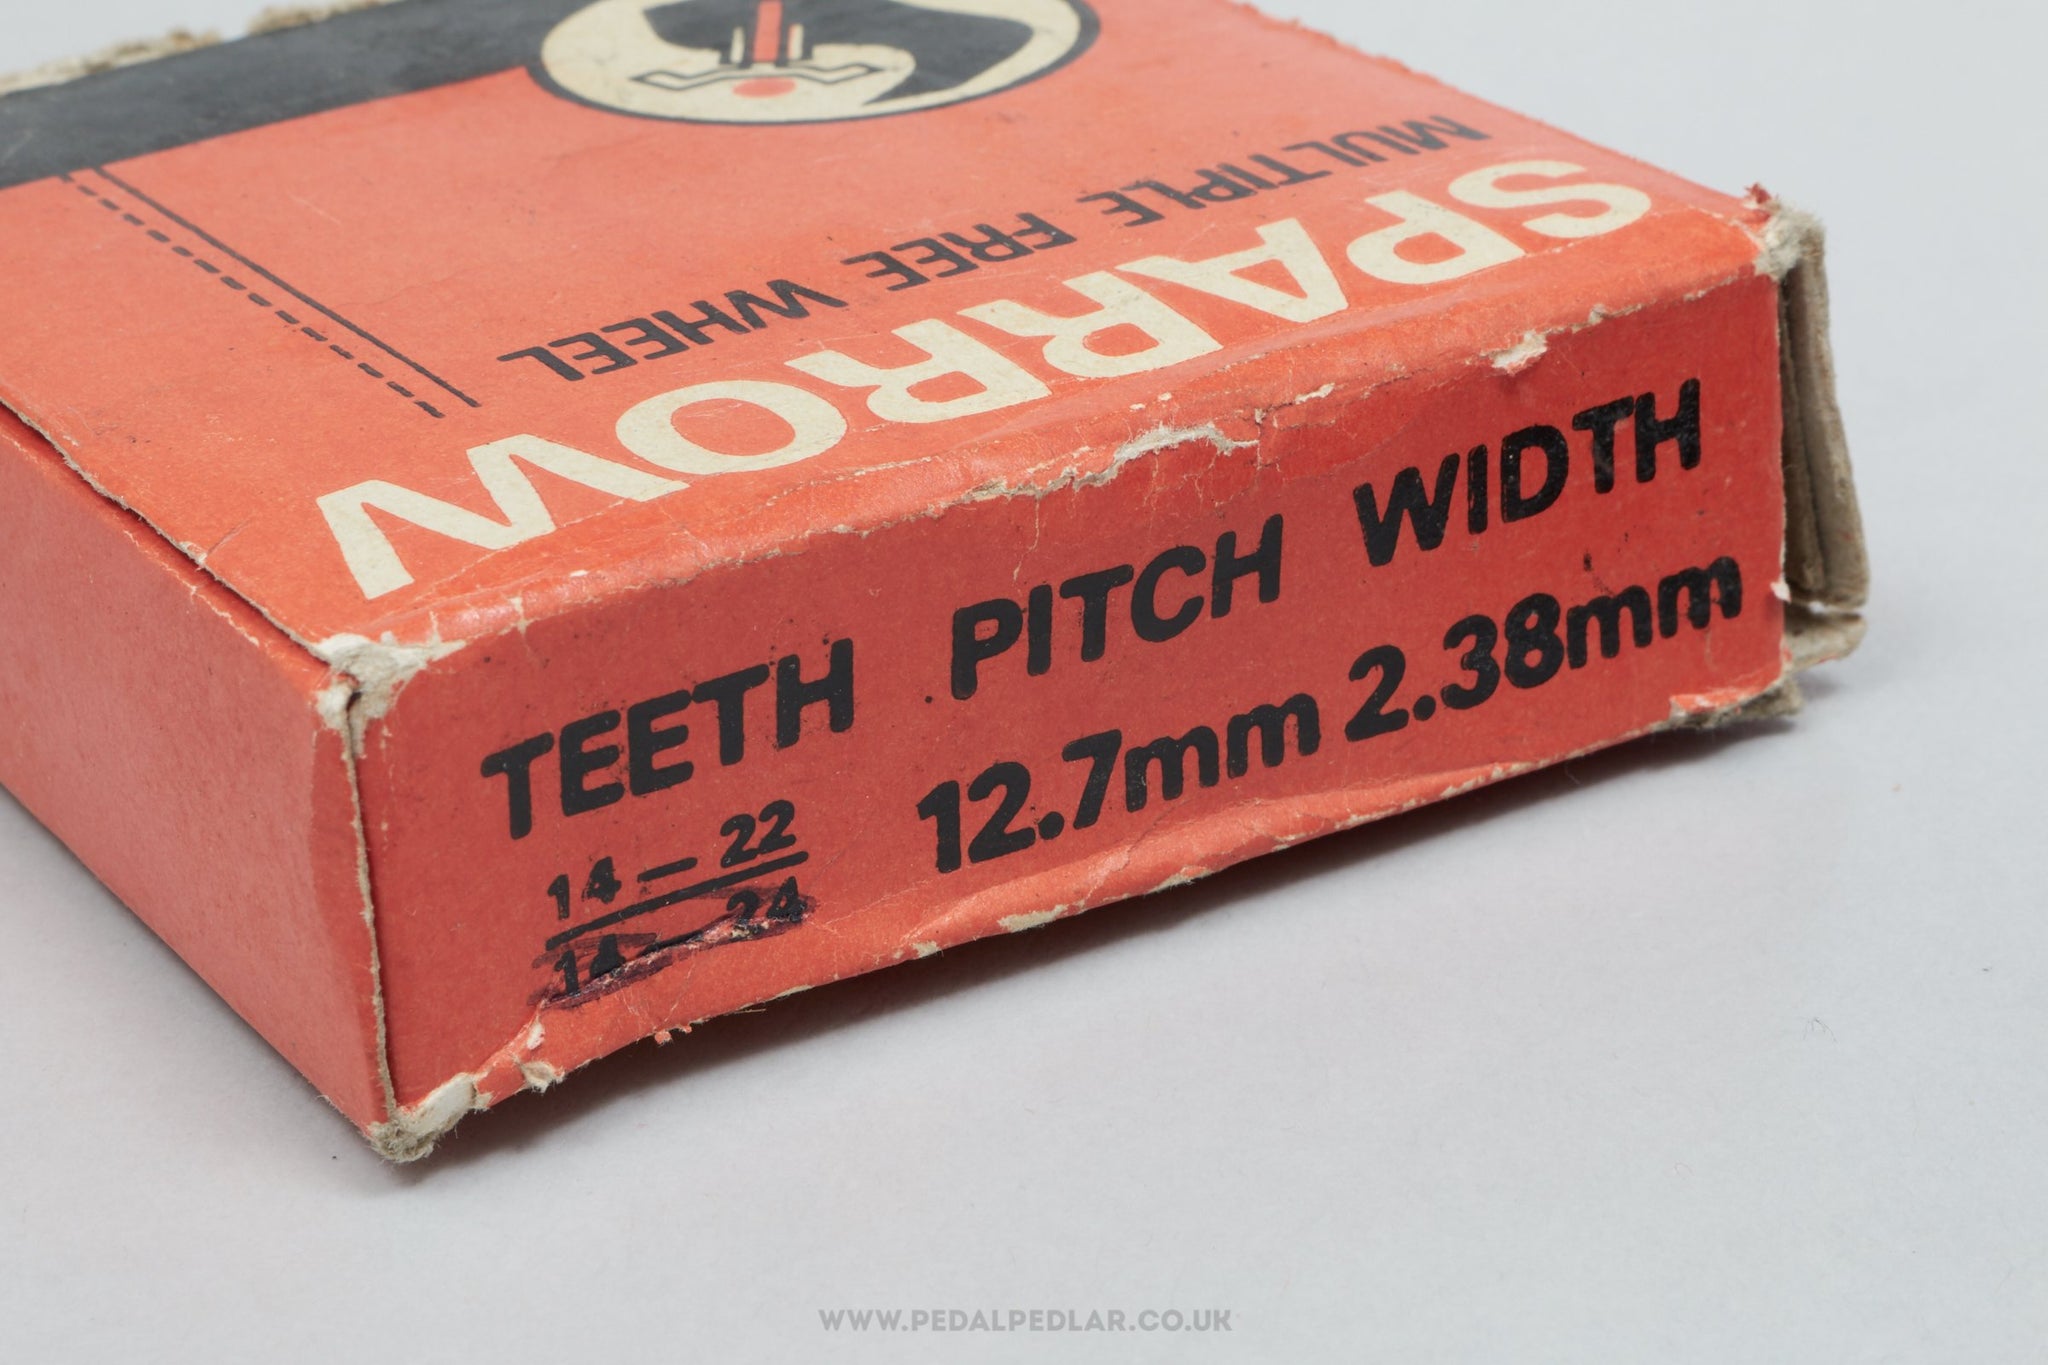 MULTIPLE FREE WHEEL
SPARROW
TEETH PITCH WIDTH
14-22 12.7mm 2.38mm
14 24
WWW.PEDALPEDLAR.CO.UK